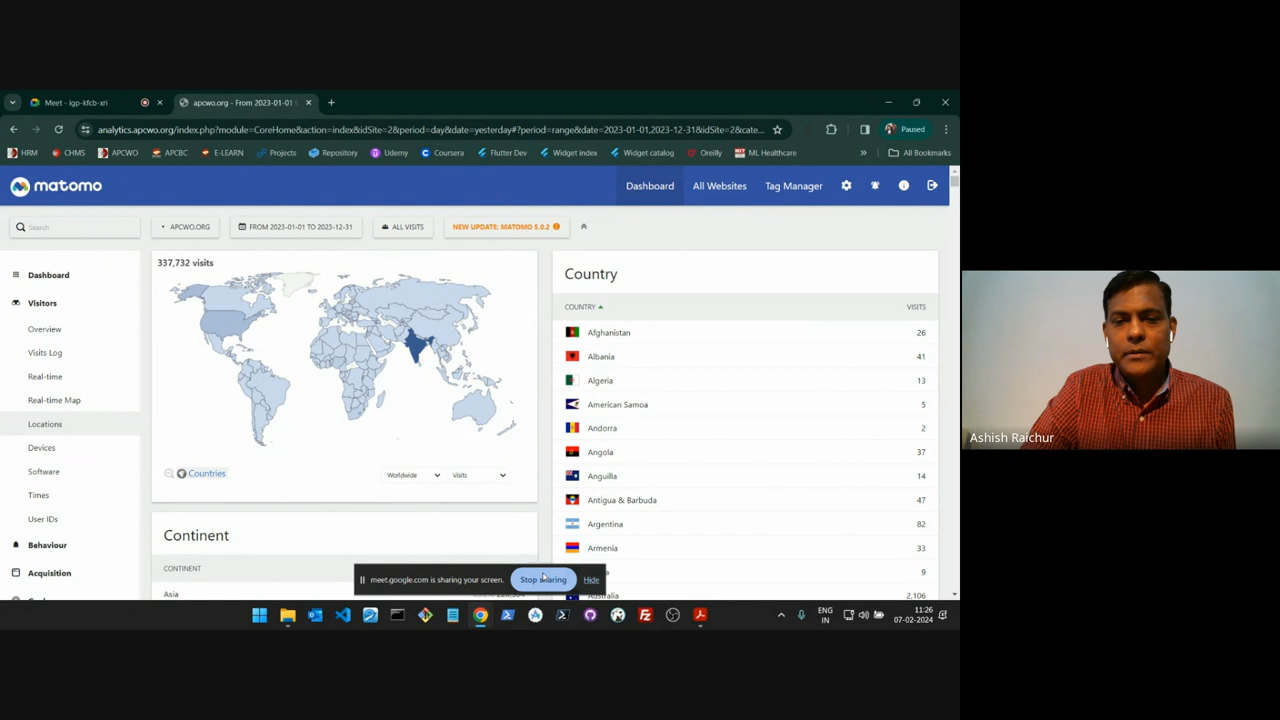 Meet - igp-kfcb-xri
apcwo.org - From 2023-01-01
analytics.apcwo.org/index.php?module=CoreHome&action=index&idSite=2&period=day&date=yesterday#?period=range&date=2023-01-01,2023-12-31&idSite=2&cate...
Paused
HRM CHMS APCWO APCBC E-LEARN Projects Repository Udemy Coursera Flutter Dev Widget index Widget catalog Oreilly ML Healthcare » All Bookmarks
matomo
Dashboard All Websites Tag Manager
Search
APCWO.ORG
FROM 2023-01-01 TO 2023-12-31
ALL VISITS
NEW UPDATE: MATOMO 5.0.2
Dashboard
Visitors
Overview
Visits Log
Real-time
Real-time Map
Locations
Devices
Software
Times
User IDs
Behaviour
Acquisition
337,732 visits
Countries
Worldwide
Visits
Continent
CONTINENT
Asia
Country
COUNTRY VISITS
Afghanistan 26
Albania 41
Algeria 13
American Samoa 5
Andorra 2
Angola 37
Anguilla 14
Antigua & Barbuda 47
Argentina 82
Armenia 33
9
Australia 2,106
meet.google.com is sharing your screen.
Stop sharing
Hide
ENG
IN
11:26
07-02-2024
Ashish Raichur